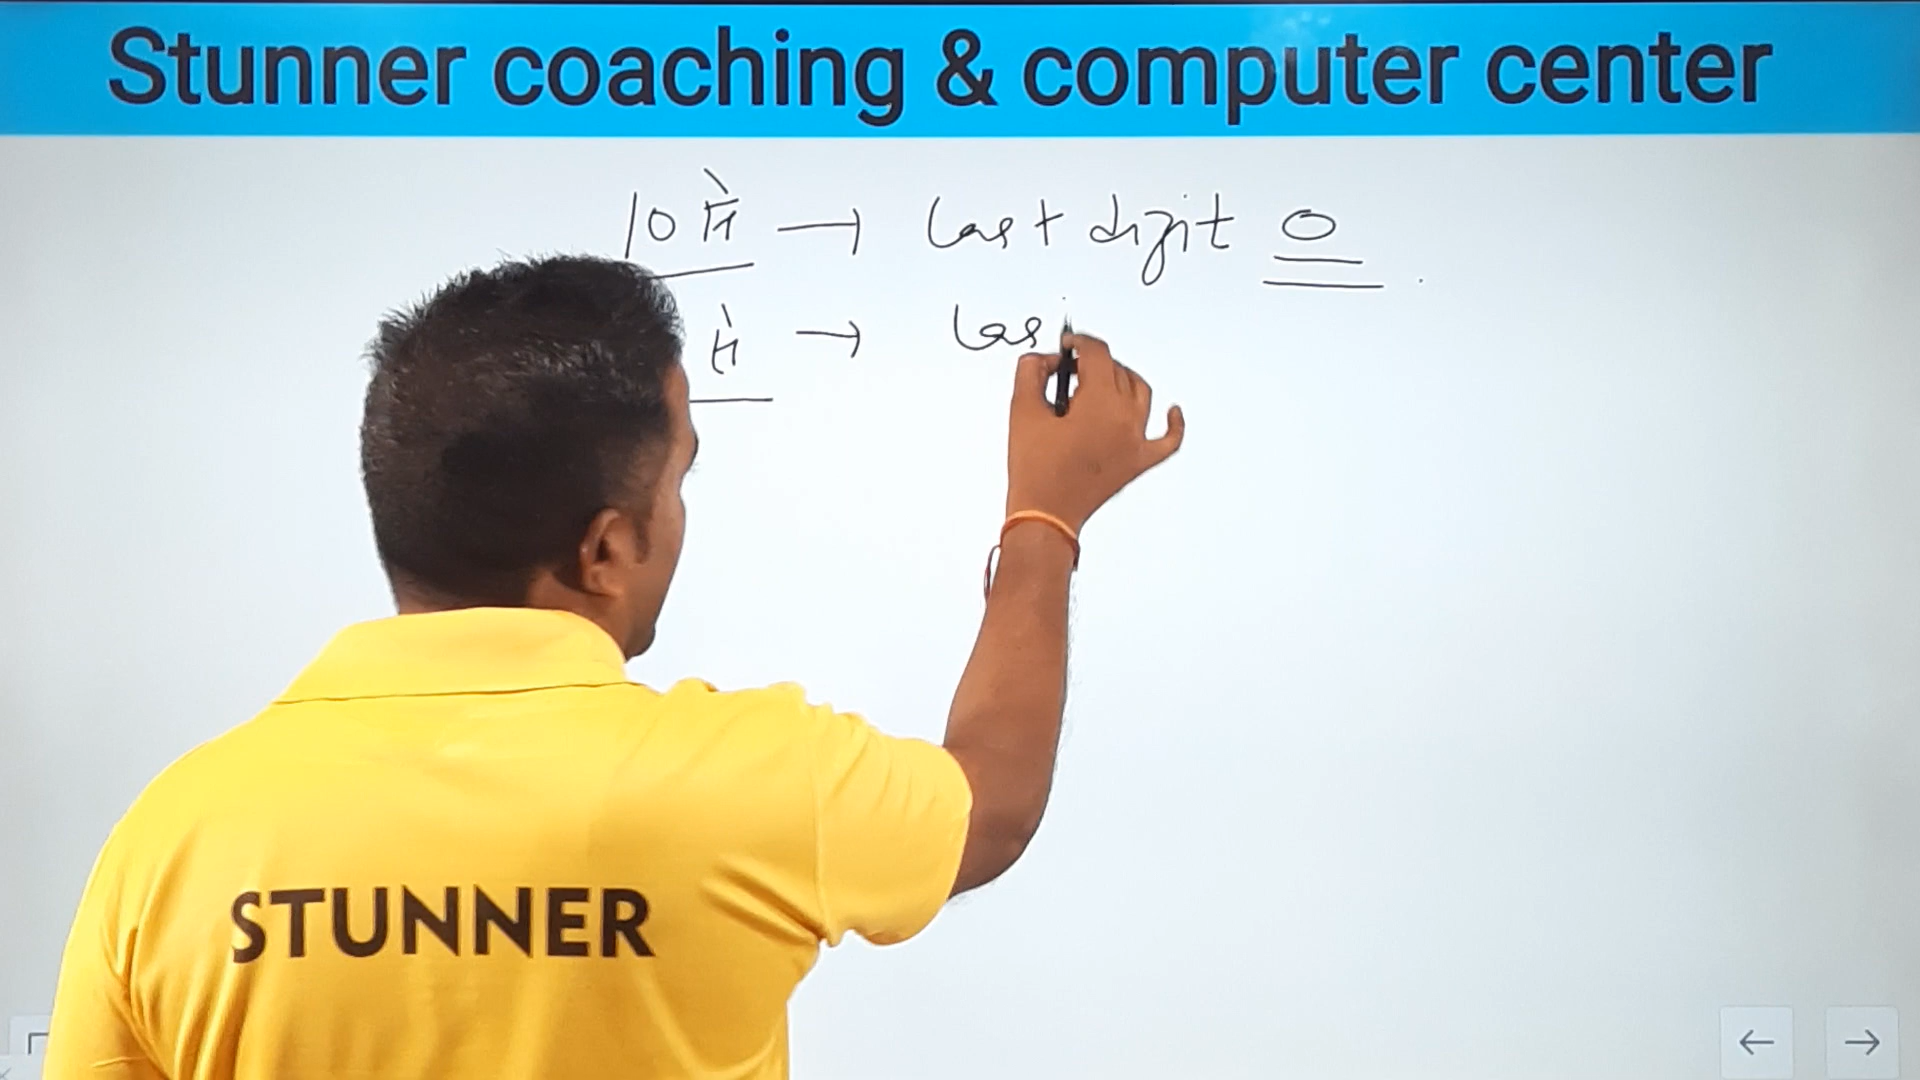 Stunner coaching & computer center
10 से → last digit 0
से → las
STUNNER